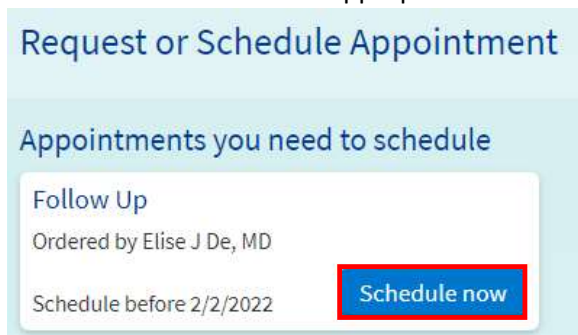 Request or Schedule Appointment
Appointments you need to schedule
Follow Up
Ordered by Elise J De, MD
Schedule before 2/2/2022
Schedule now